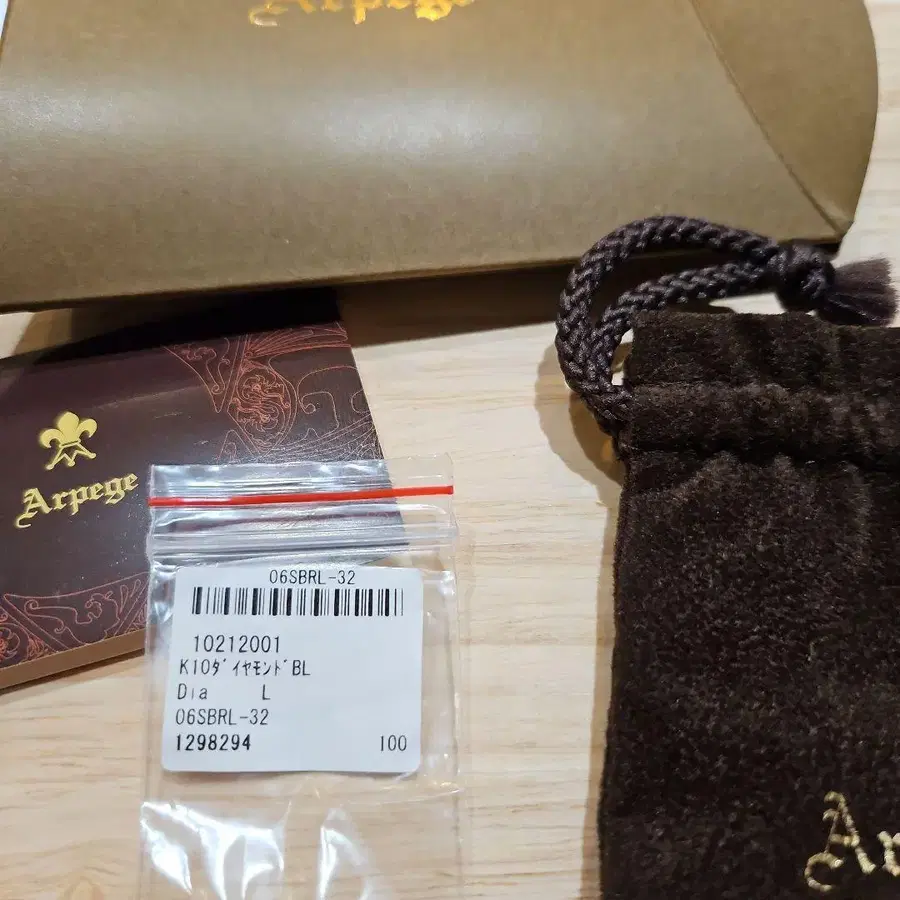 Arpege
Arpege
06SBRL-32
10212001
K10ﾀﾞｲﾔﾓﾝﾄﾞBL
Dia L
06SBRL-32
1298294 100